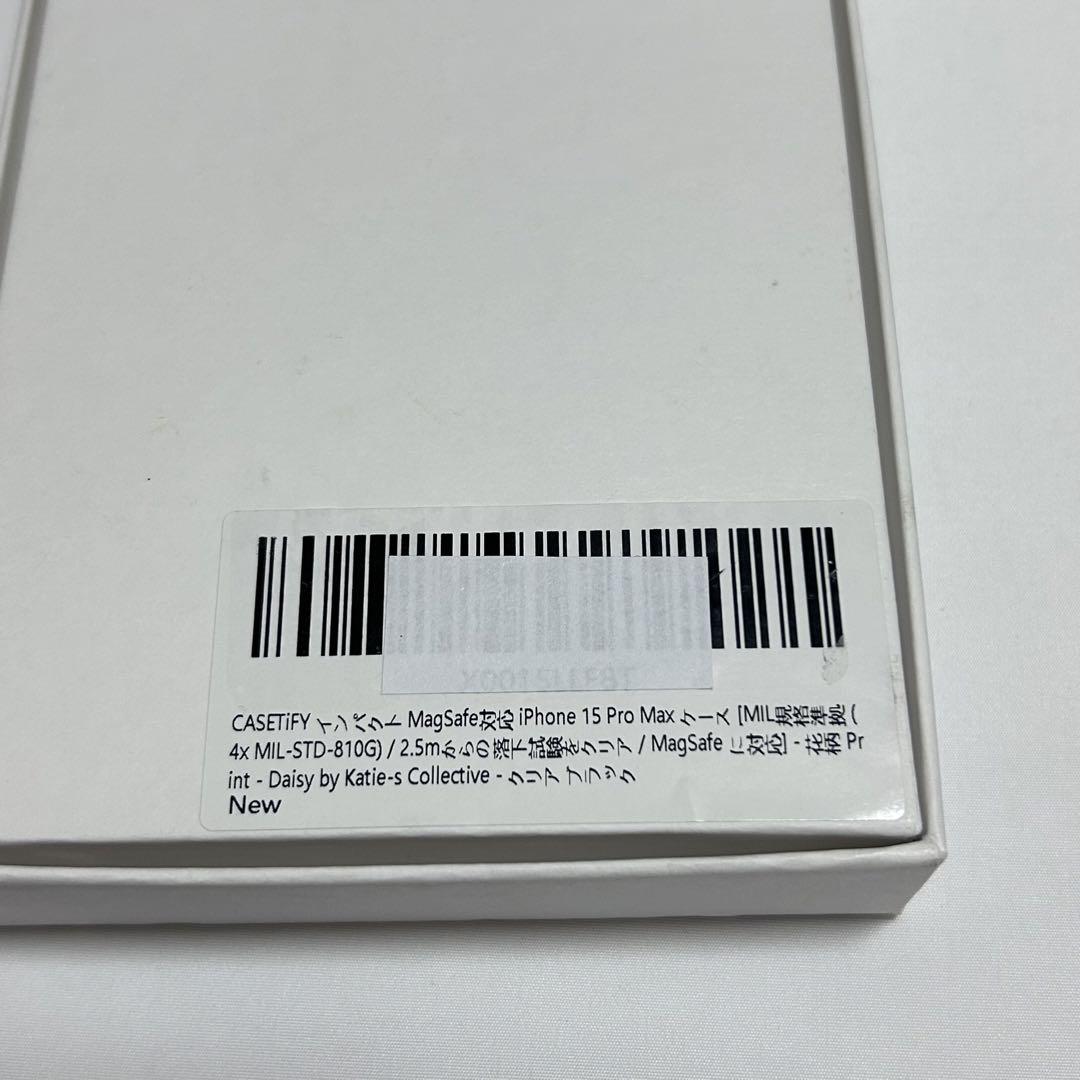 CASETiFY インパクト MagSafe対応 iPhone 15 Pro Max ケース [MIL規格準拠 (
4x MIL-STD-810G) / 2.5mからの落下試験をクリア / MagSafe に対応] - 花柄 Pr
int - Daisy by Katie-s Collective - クリア ブラック
New